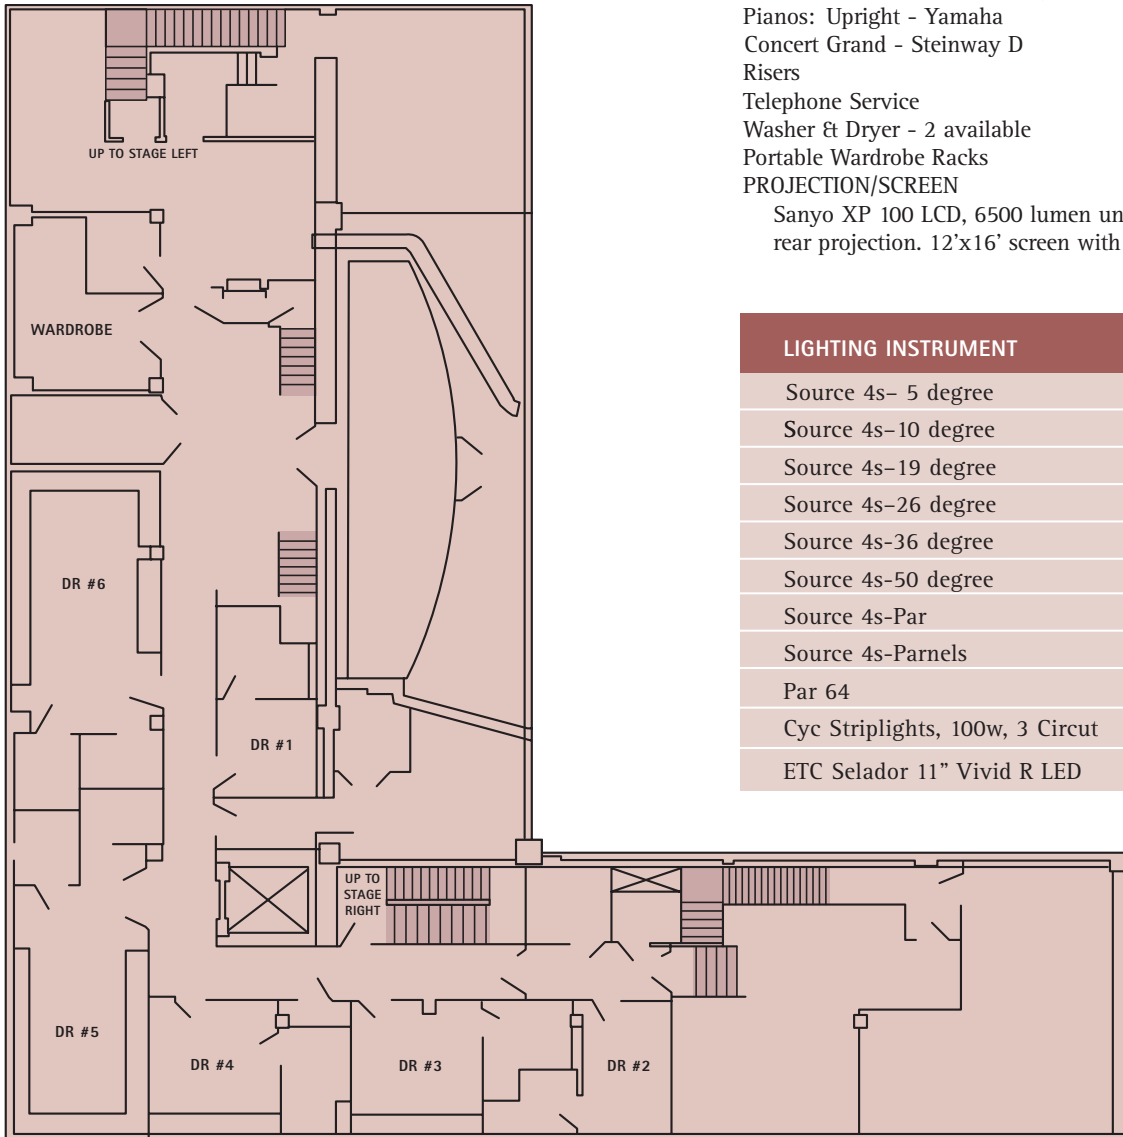 Pianos: Upright - Yamaha
Concert Grand - Steinway D
Risers
Telephone Service
Washer & Dryer - 2 available
Portable Wardrobe Racks
PROJECTION/SCREEN
Sanyo XP 100 LCD, 6500 lumen un
rear projection. 12'x16' screen with
LIGHTING INSTRUMENT
Source 4s– 5 degree
Source 4s–10 degree
Source 4s–19 degree
Source 4s–26 degree
Source 4s-36 degree
Source 4s-50 degree
Source 4s-Par
Source 4s-Parnels
Par 64
Cyc Striplights, 100w, 3 Circut
ETC Selador 11” Vivid R LED
UP TO STAGE LEFT
WARDROBE
DR #6
DR #1
UP TO
STAGE
RIGHT
DR #5
DR #4
DR #3
DR #2